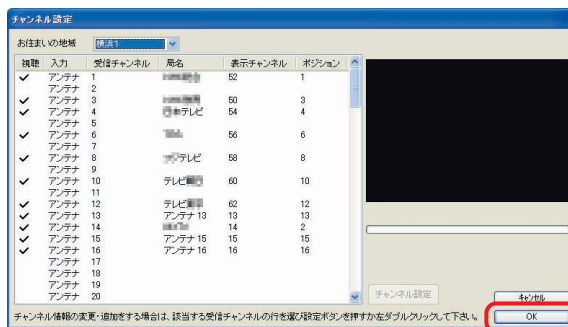 チャンネル設定
お住まいの地域 横浜1
視聴 入力 受信チャンネル 局名 表示チャンネル ポジション
アンテナ 1 52 1
アンテナ 2
アンテナ 3 50 3
アンテナ 4 テレビ 54 4
アンテナ 5
アンテナ 6 56 6
アンテナ 7
アンテナ 8 テレビ 58 8
アンテナ 9
アンテナ 10 テレビ 60 10
アンテナ 11
アンテナ 12 テレビ 62 12
アンテナ 13 アンテナ 13 13 13
アンテナ 14 14 2
アンテナ 15 アンテナ 15 15 15
アンテナ 16 アンテナ 16 16 16
アンテナ 17
アンテナ 18
アンテナ 19
アンテナ 20
チャンネル設定
キャンセル
チャンネル情報の変更・追加をする場合は、該当する受信チャンネルの行を選び設定ボタンを押すか左ダブルクリックして下さい。
OK